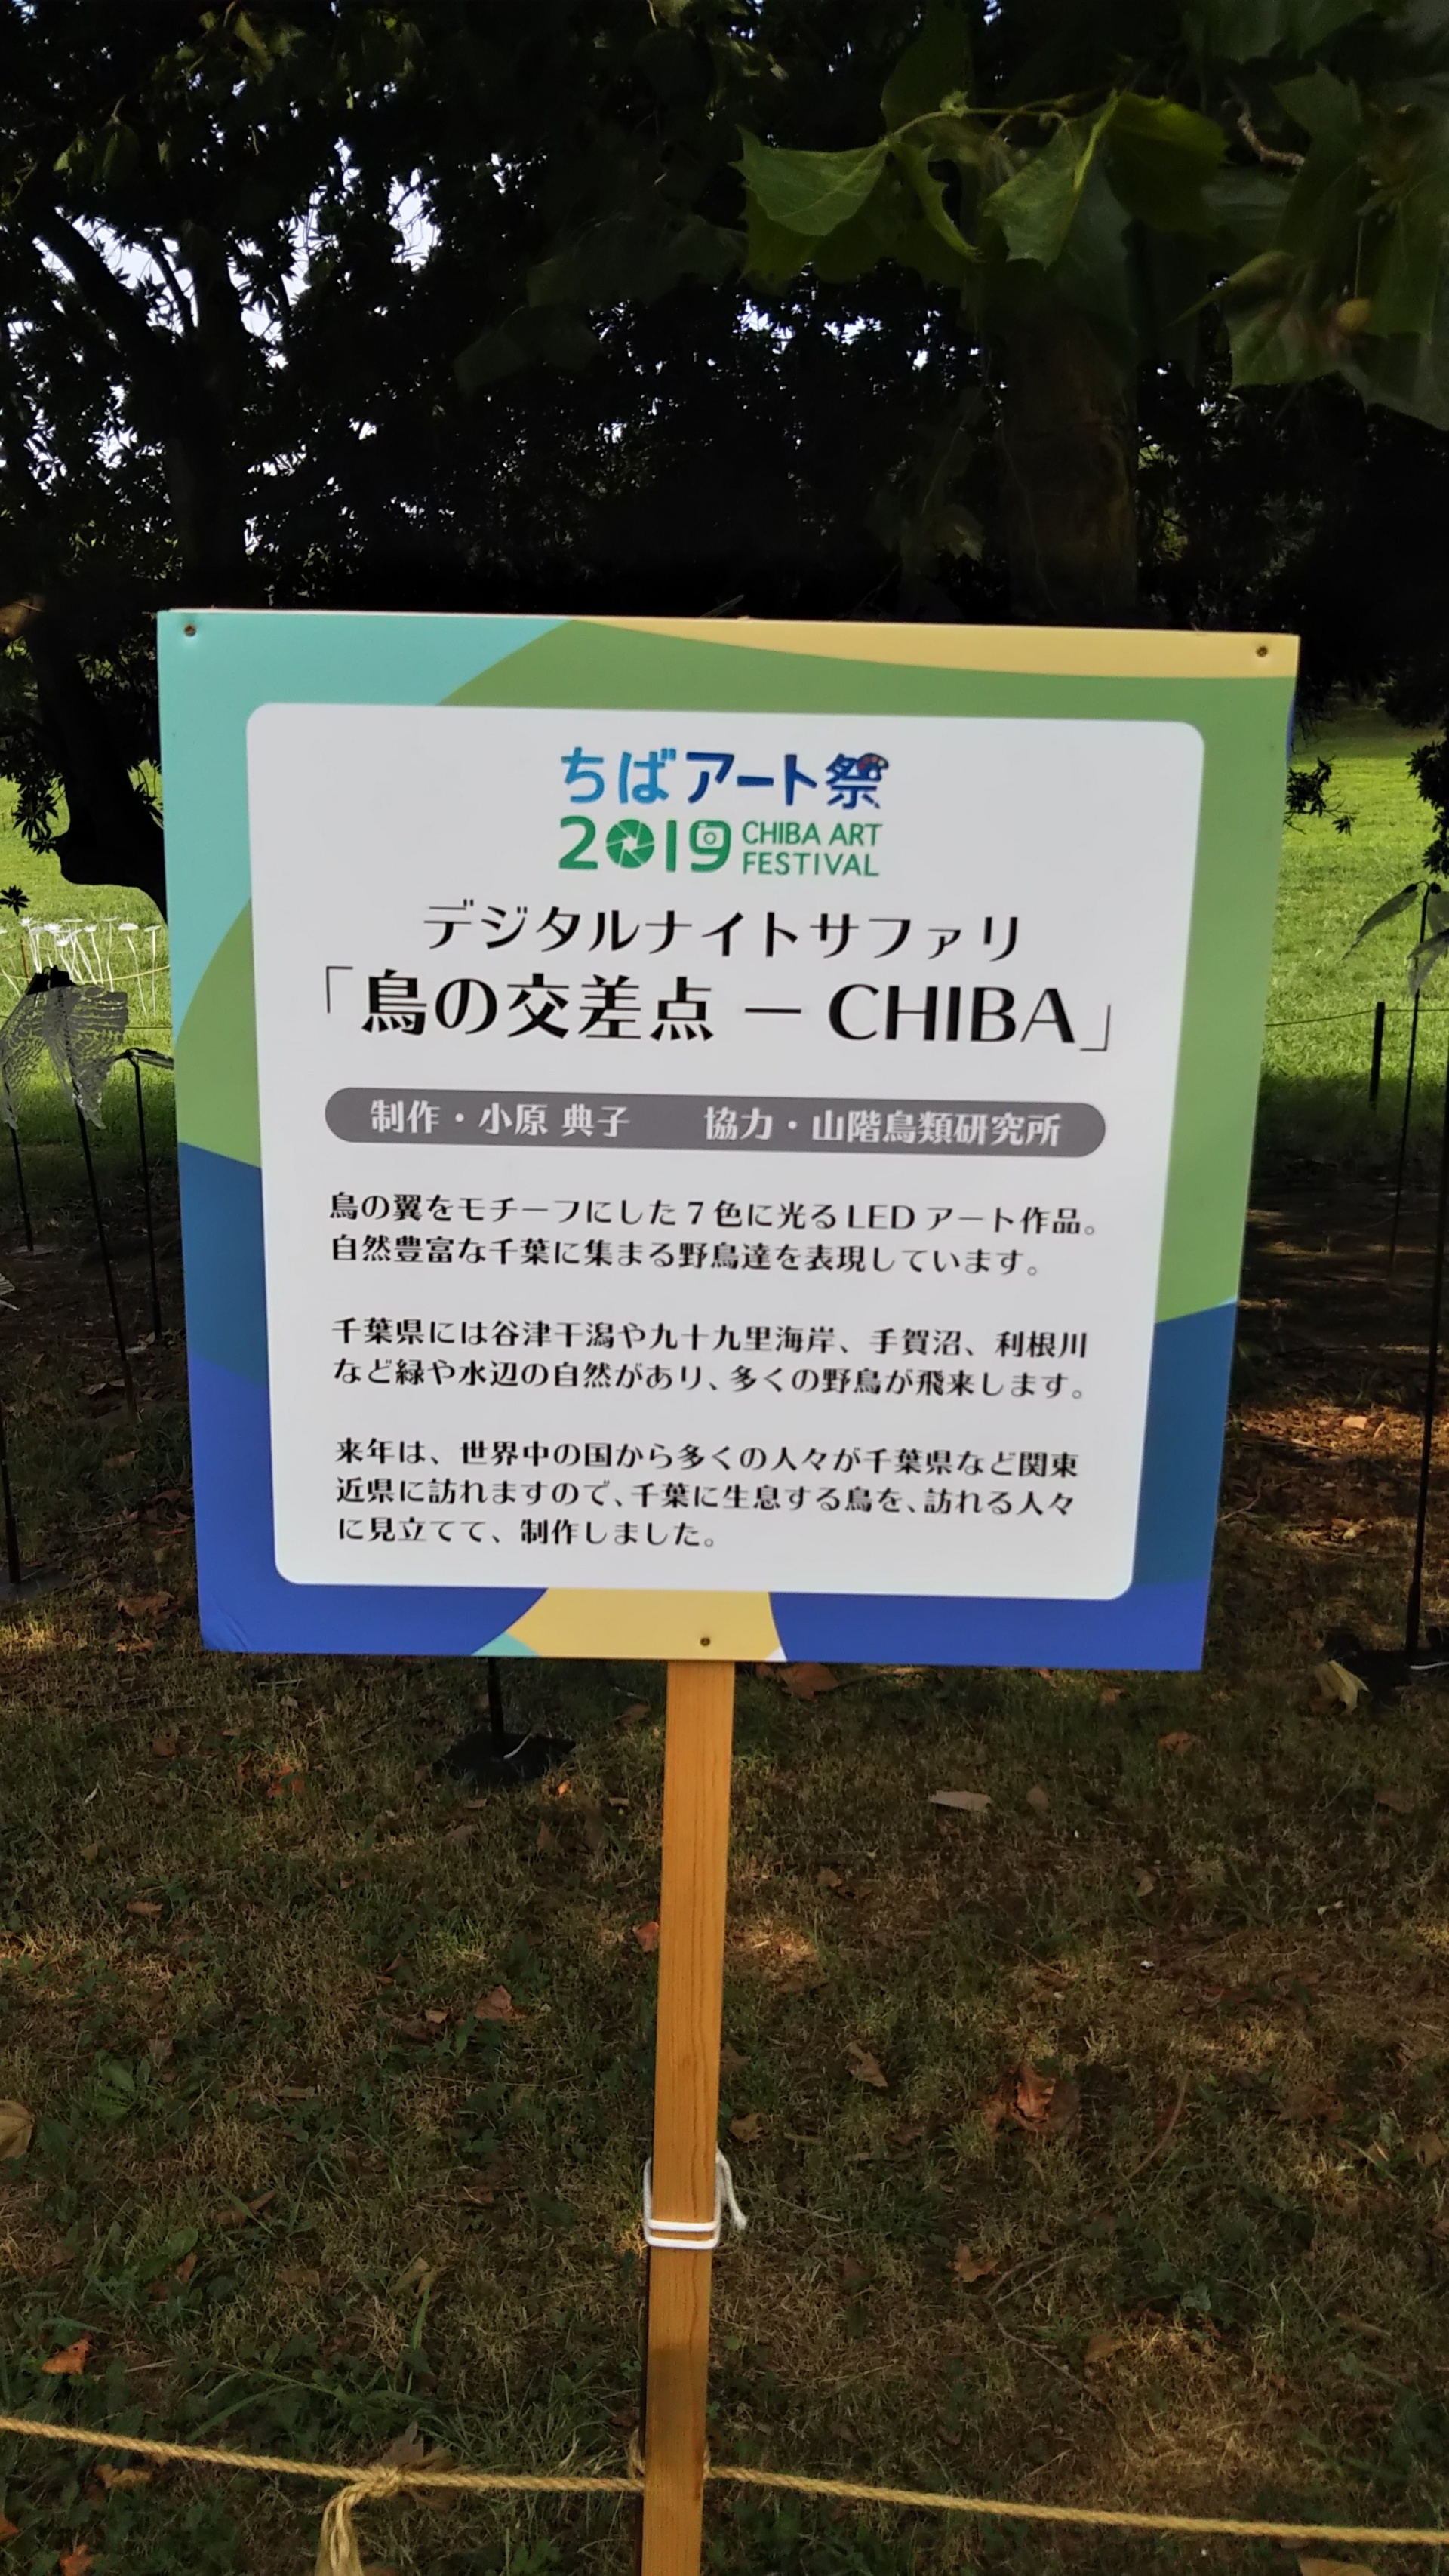 ちばアート祭
2019 CHIBA ART
FESTIVAL
デジタルナイトサファリ
「鳥の交差点 － CHIBA」
制作・小原 典子　協力・山階鳥類研究所
鳥の翼をモチーフにした７色に光る LED アート作品。
自然豊富な千葉に集まる野鳥達を表現しています。
千葉県には谷津干潟や九十九里海岸、手賀沼、利根川
など緑や水辺の自然があり、多くの野鳥が飛来します。
来年は、世界中の国から多くの人々が千葉県など関東
近県に訪れますので、千葉に生息する鳥を、訪れる人々
に見立てて、制作しました。